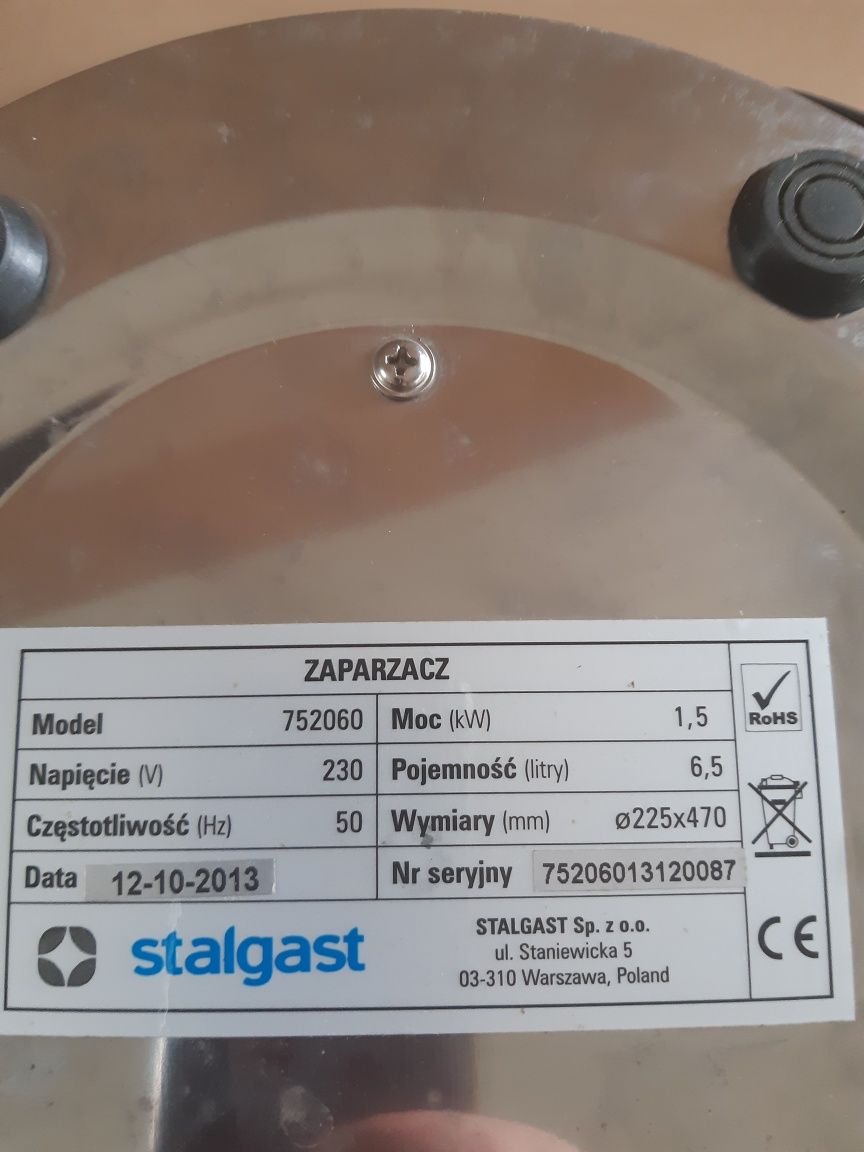 ZAPARZACZ
Model 752060 Moc (kW) 1,5
Napięcie (V) 230 Pojemność (litry) 6,5
Częstotliwość (Hz) 50 Wymiary (mm) ø225x470
Data 12-10-2013 Nr seryjny 75206013120087
RoHS
stalgast
STALGAST Sp. z o.o.
ul. Staniewicka 5
03-310 Warszawa, Poland
CE